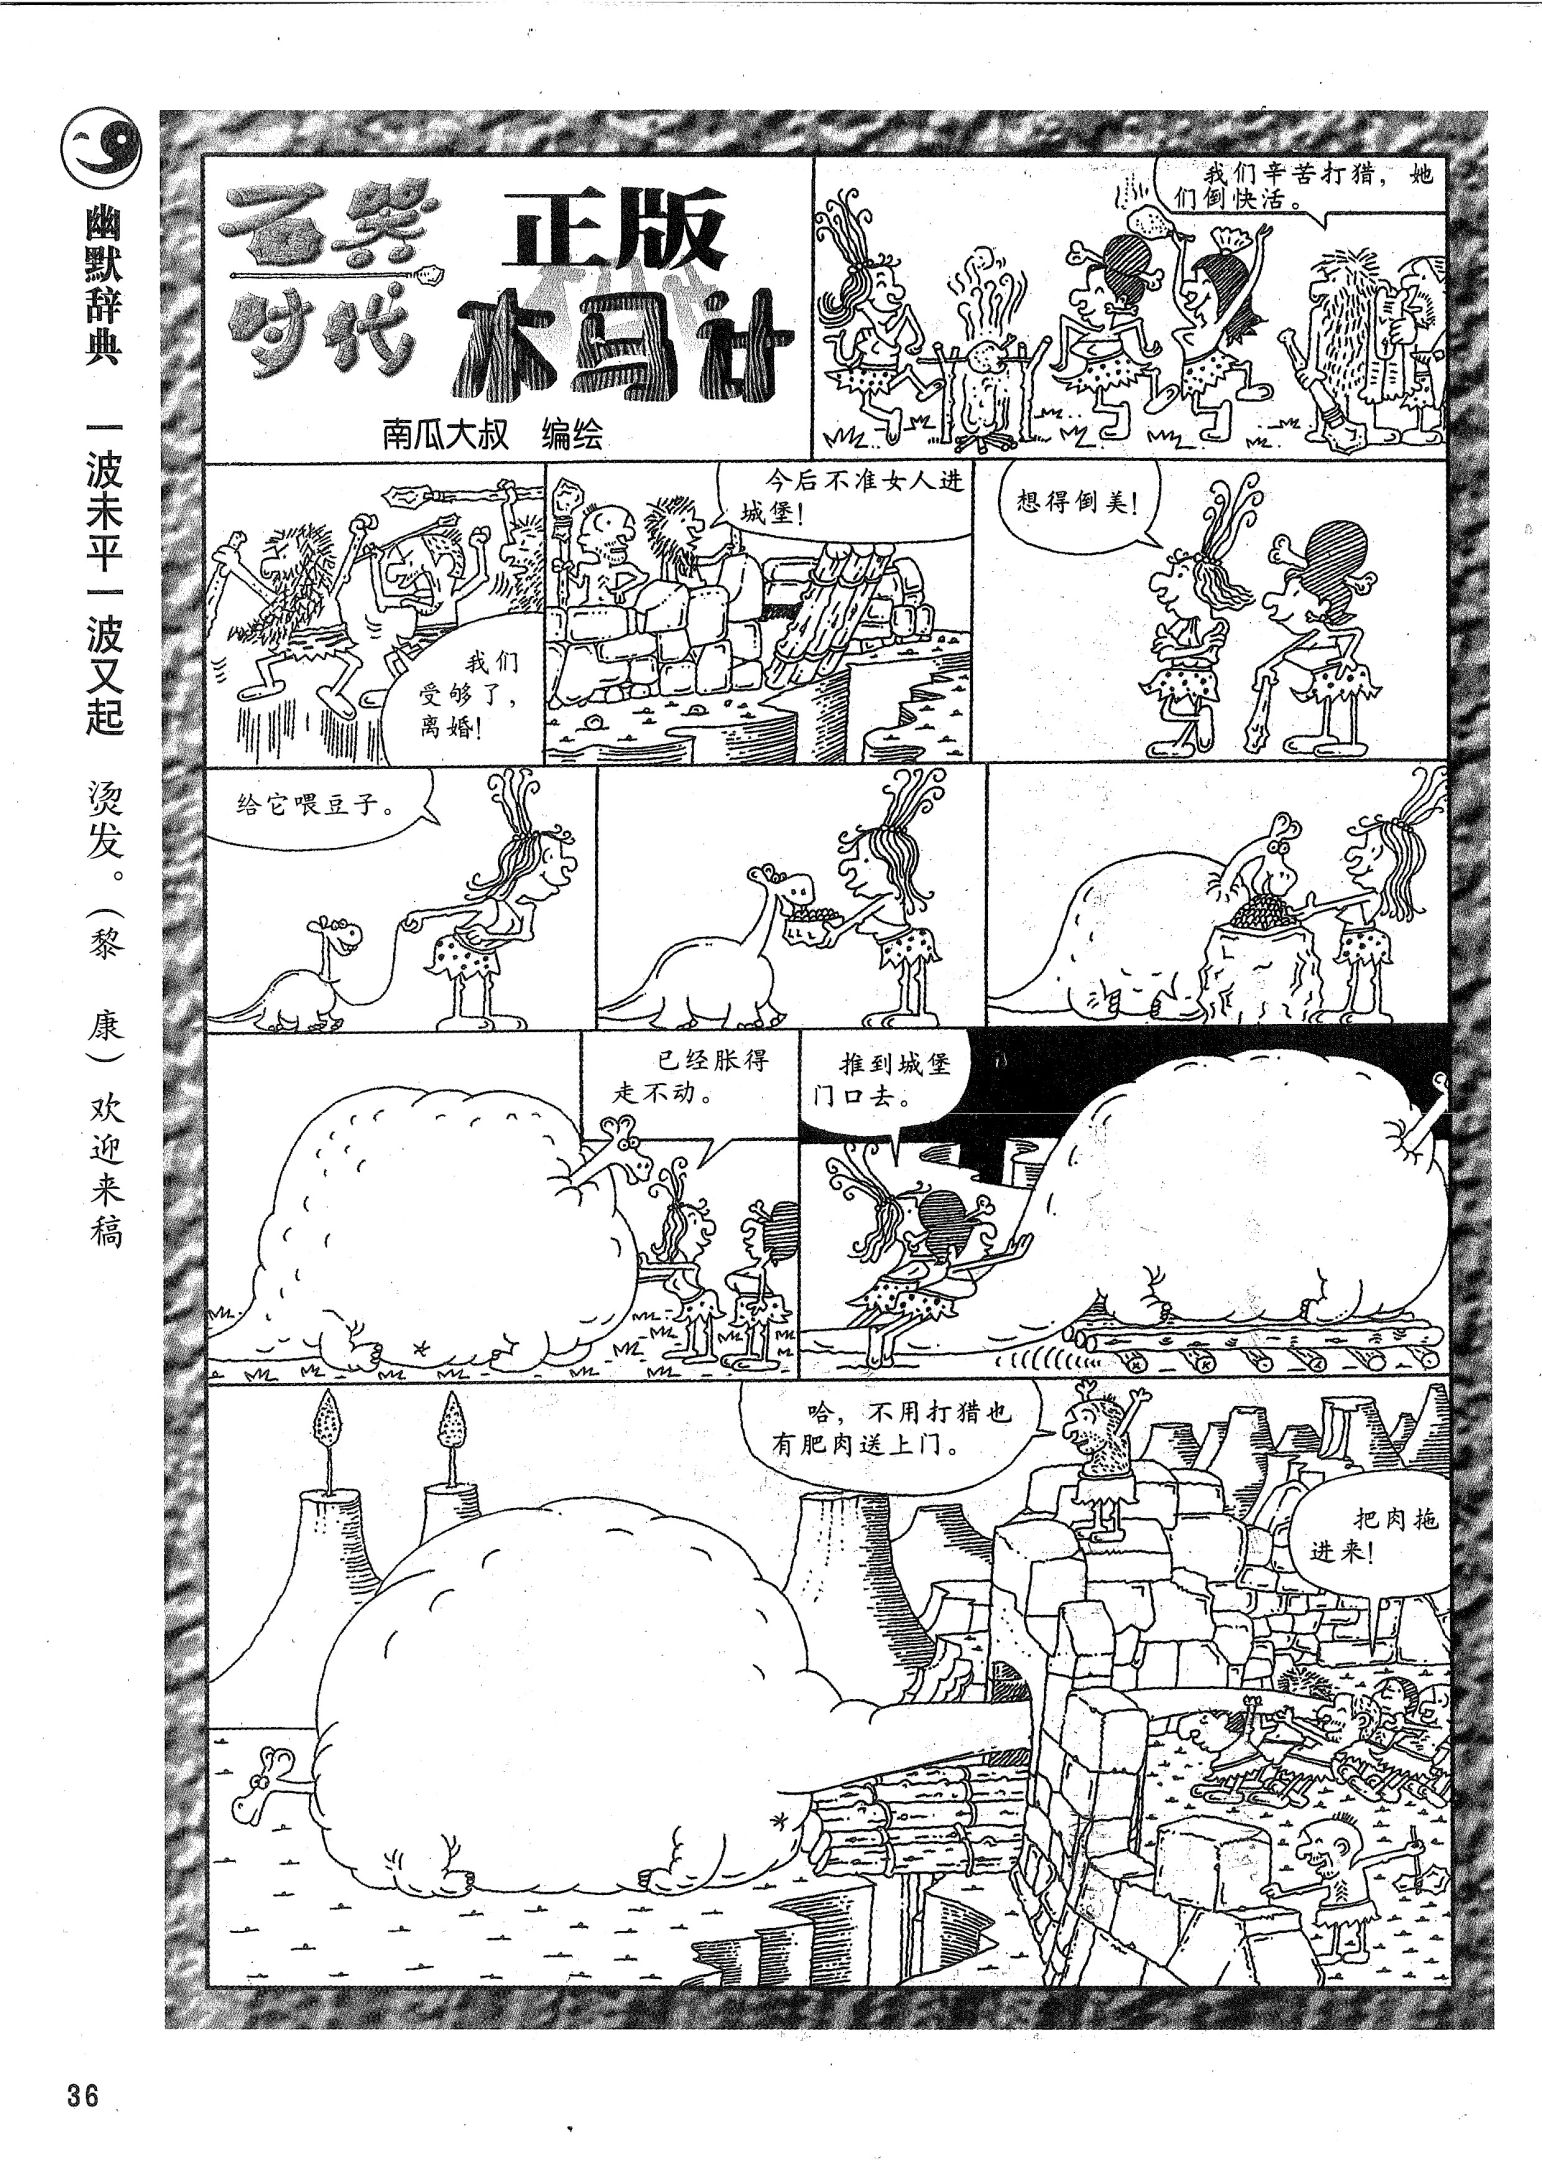 幽默辞典 一波未平一波又起 烫发。（黎 康）欢迎来稿
石器
时代
正版
木马计
南瓜大叔 编绘
我们辛苦打猎，她
们倒快活。
我们
受够了，
离婚！
今后不准女人进
城堡！
想得倒美！
给它喂豆子。
已经胀得
走不动。
推到城堡
门口去。
哈，不用打猎也
有肥肉送上门。
把肉拖
进来！
36